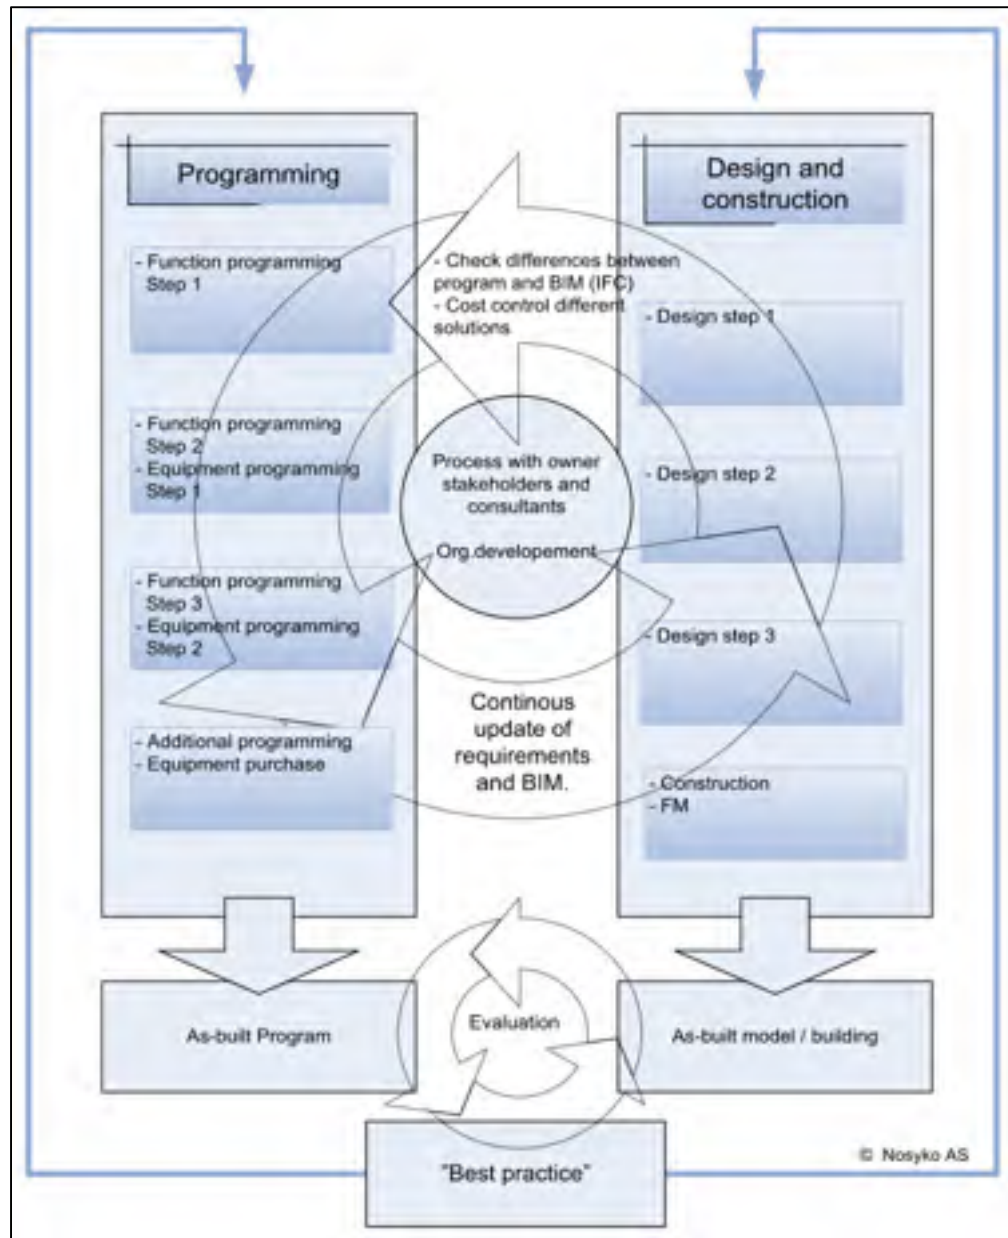 Programming
- Function programming
Step 1
- Function programming
Step 2
- Equipment programming
Step 1
- Function programming
Step 3
- Equipment programming
Step 2
- Additional programming
- Equipment purchase
- Check differences between
program and BIM (IFC)
- Cost control different
solutions
Process with owner
stakeholders and
consultants
Org.developement
Continous
update of
requirements
and BIM.
Design and
construction
- Design step 1
- Design step 2
- Design step 3
- Construction
- FM
As-built Program
Evaluation
As-built model / building
"Best practice"
© Nosyko AS